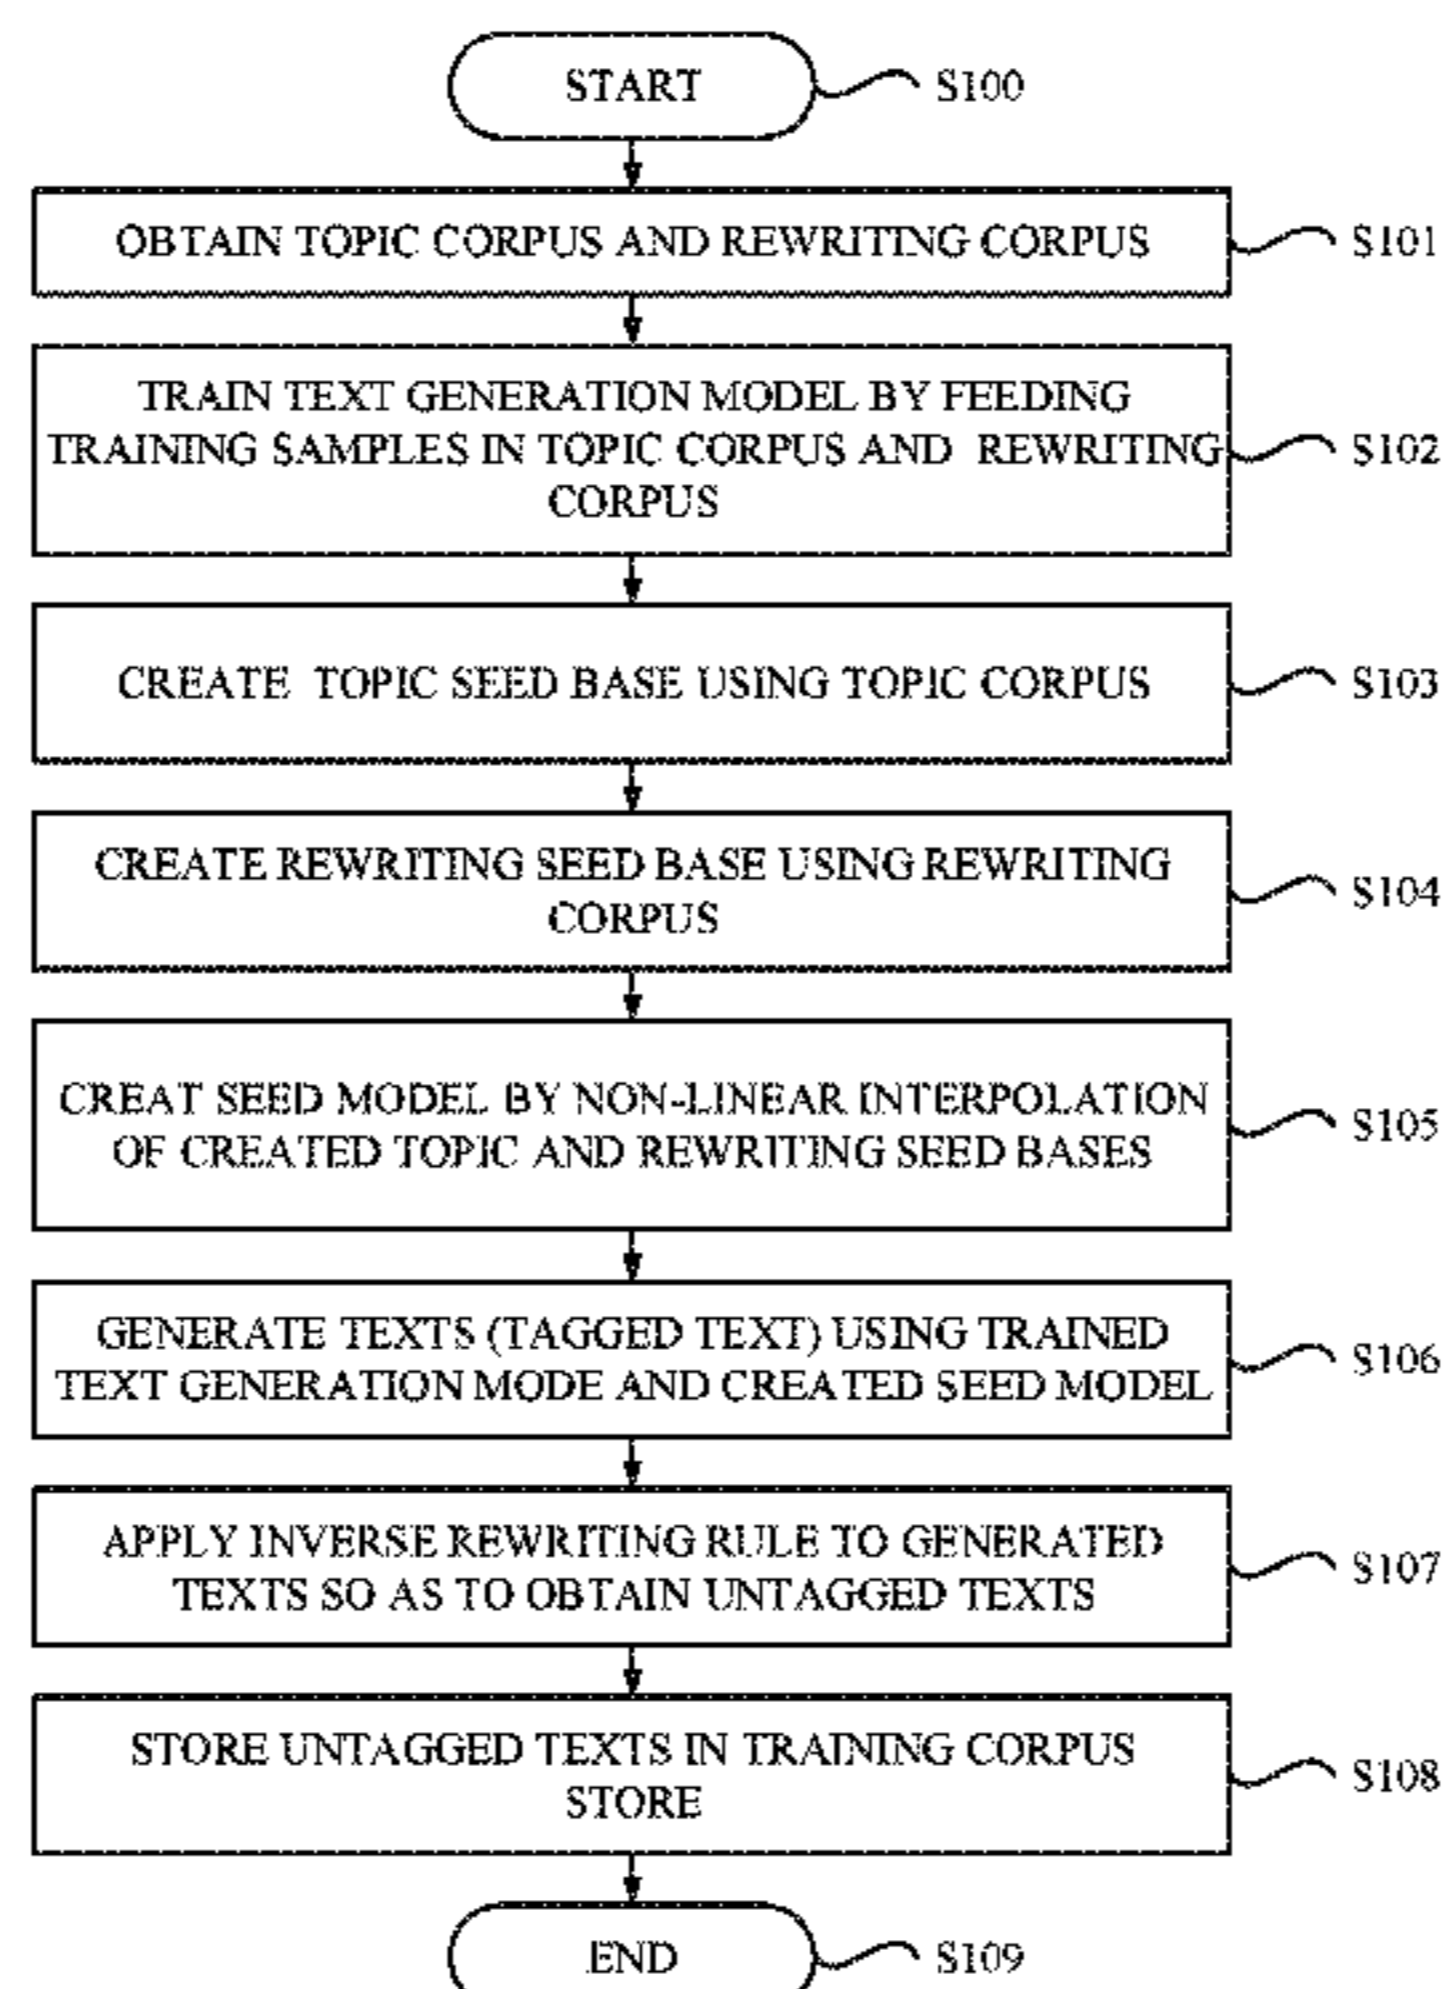 START
S100
OBTAIN TOPIC CORPUS AND REWRITING CORPUS
S101
TRAIN TEXT GENERATION MODEL BY FEEDING
TRAINING SAMPLES IN TOPIC CORPUS AND REWRITING
CORPUS
S102
CREATE TOPIC SEED BASE USING TOPIC CORPUS
S103
CREATE REWRITING SEED BASE USING REWRITING
CORPUS
S104
CREAT SEED MODEL BY NON-LINEAR INTERPOLATION
OF CREATED TOPIC AND REWRITING SEED BASES
S105
GENERATE TEXTS (TAGGED TEXT) USING TRAINED
TEXT GENERATION MODE AND CREATED SEED MODEL
S106
APPLY INVERSE REWRITING RULE TO GENERATED
TEXTS SO AS TO OBTAIN UNTAGGED TEXTS
S107
STORE UNTAGGED TEXTS IN TRAINING CORPUS
STORE
S108
END
S109